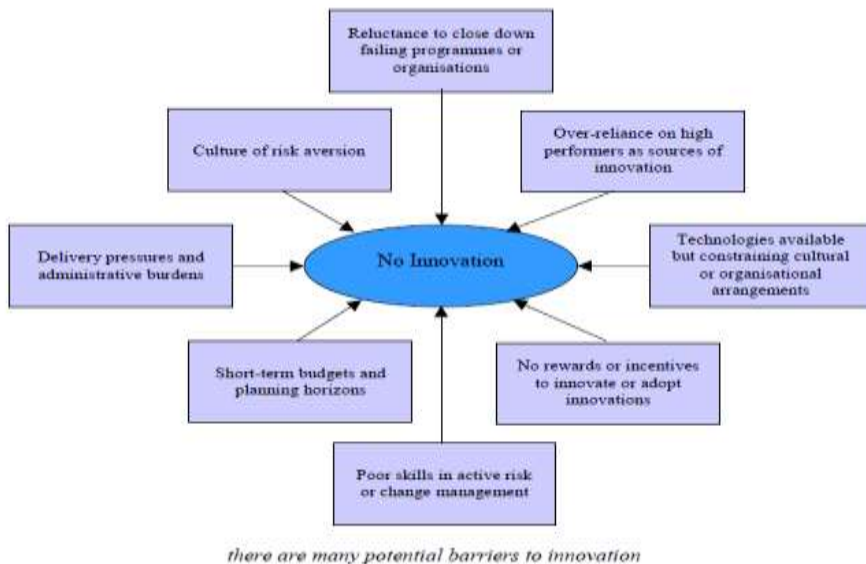 Reluctance to close down
failing programmes or
organisations
Culture of risk aversion
Over-reliance on high
performers as sources of
innovation
Delivery pressures and
administrative burdens
No Innovation
Technologies available
but constraining cultural
or organisational
arrangements
Short-term budgets and
planning horizons
No rewards or incentives
to innovate or adopt
innovations
Poor skills in active risk
or change management
there are many potential barriers to innovation